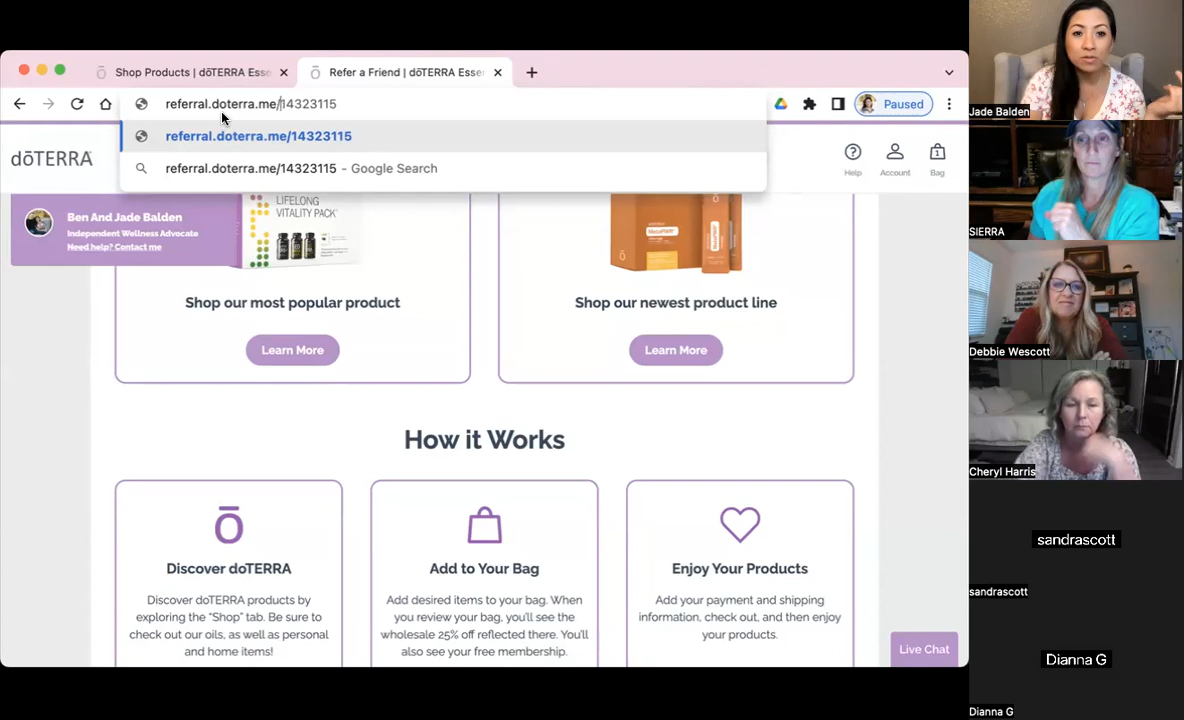 Shop Products | dōTERRA Esse
Refer a Friend | dōTERRA Esser
referral.doterra.me/14323115
Paused
referral.doterra.me/14323115
referral.doterra.me/14323115 - Google Search
dōTERRA
Help
Account
Bag
Ben And Jade Balden
Independent Wellness Advocate
Need help? Contact me
LIFELONG
VITALITY PACK
MetaPWR
Shop our most popular product
Shop our newest product line
Learn More
Learn More
How it Works
Discover doTERRA
Discover doTERRA products by
exploring the “Shop” tab. Be sure to
check out our oils, as well as personal
and home items!
Add to Your Bag
Add desired items to your bag. When
you review your bag, you'll see the
wholesale 25% off reflected there. You'll
also see your free membership.
Enjoy Your Products
Add your payment and shipping
information, check out, and then enjoy
your products.
Live Chat
Jade Balden
SIERRA
Debbie Wescott
Cheryl Harris
sandrascott
sandrascott
Dianna G
Dianna G